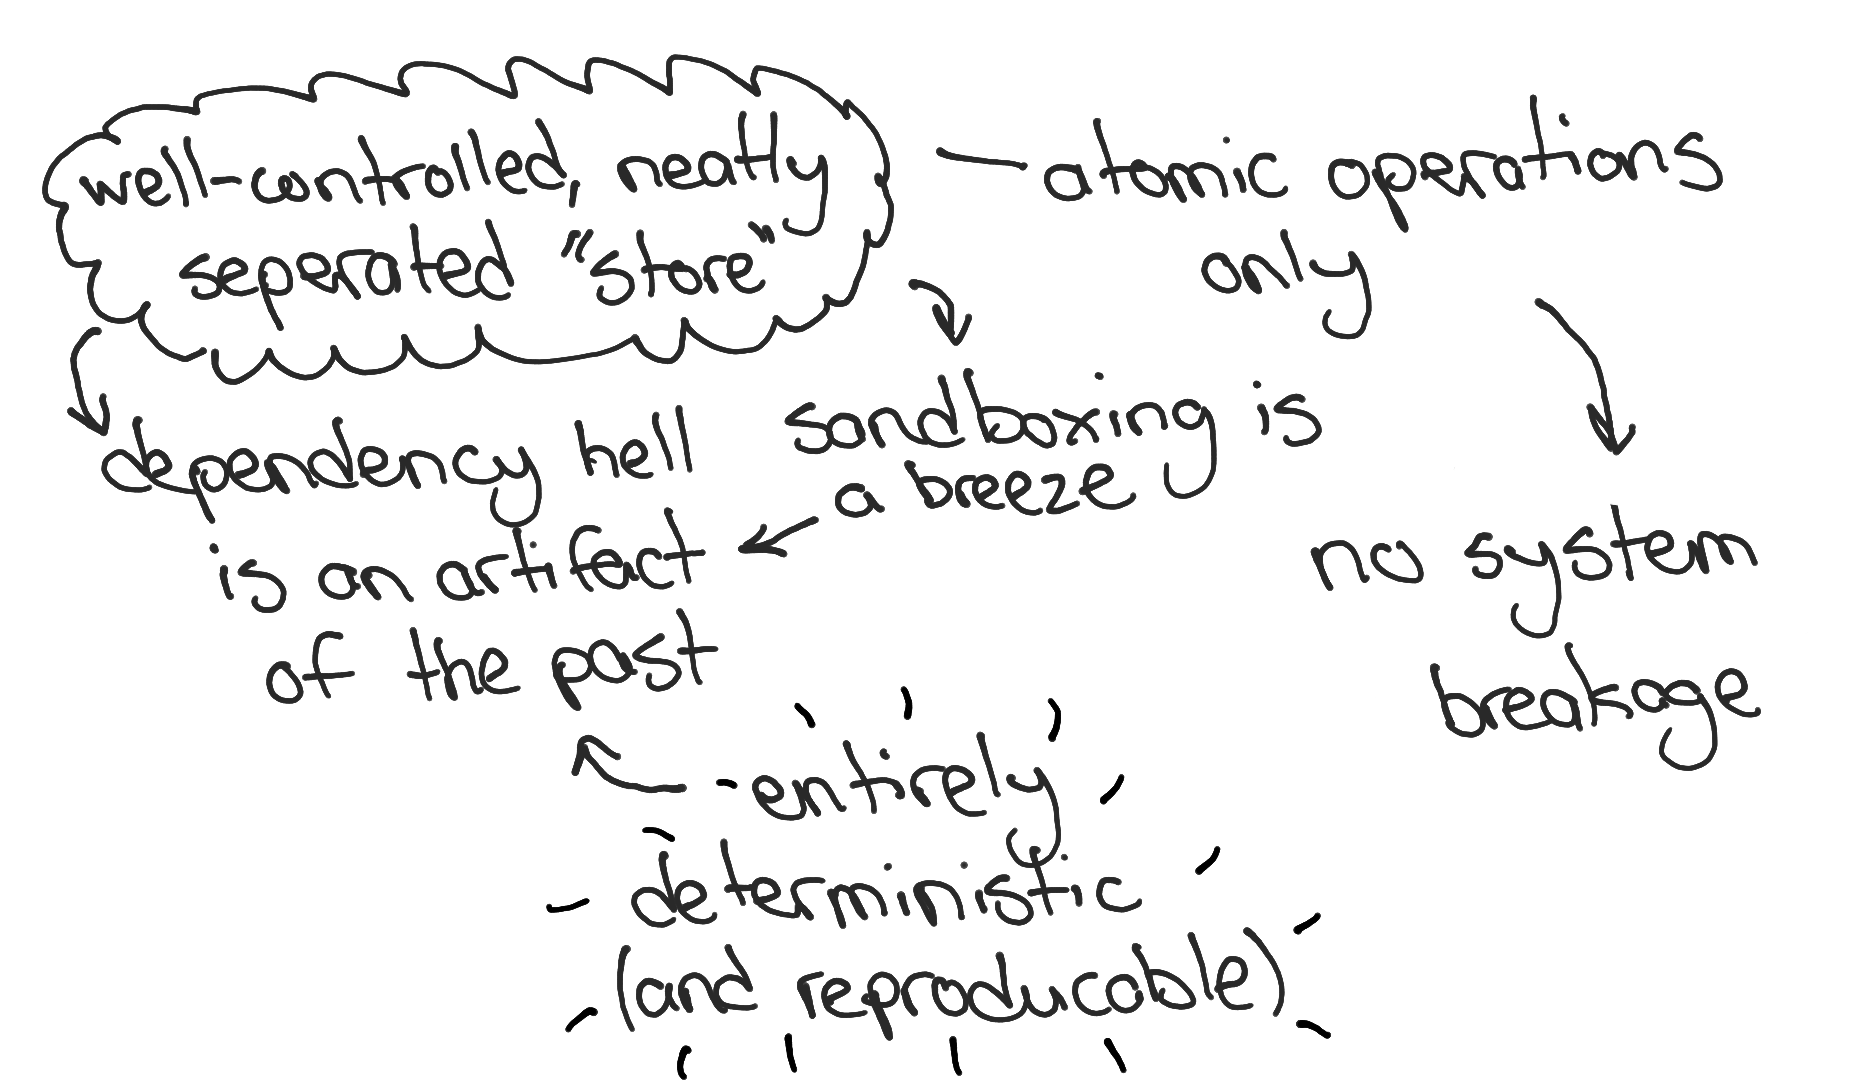 well-controlled, neatly
seperated "store"
atomic operations
only
dependency hell
is an artifact
of the past
sandboxing is
a breeze
no system
breakage
entirely
deterministic
(and reproducable)